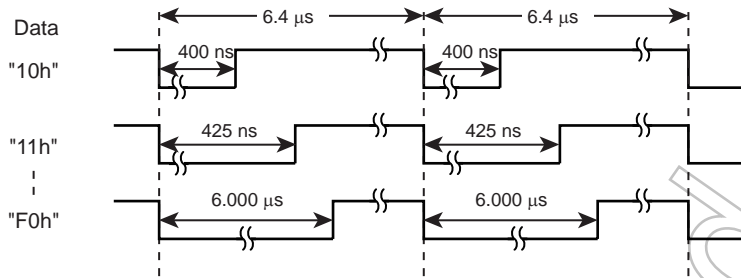 6.4 μs 6.4 μs
Data
400 ns 400 ns
"10h"
425 ns 425 ns
"11h"
6.000 μs 6.000 μs
"F0h"